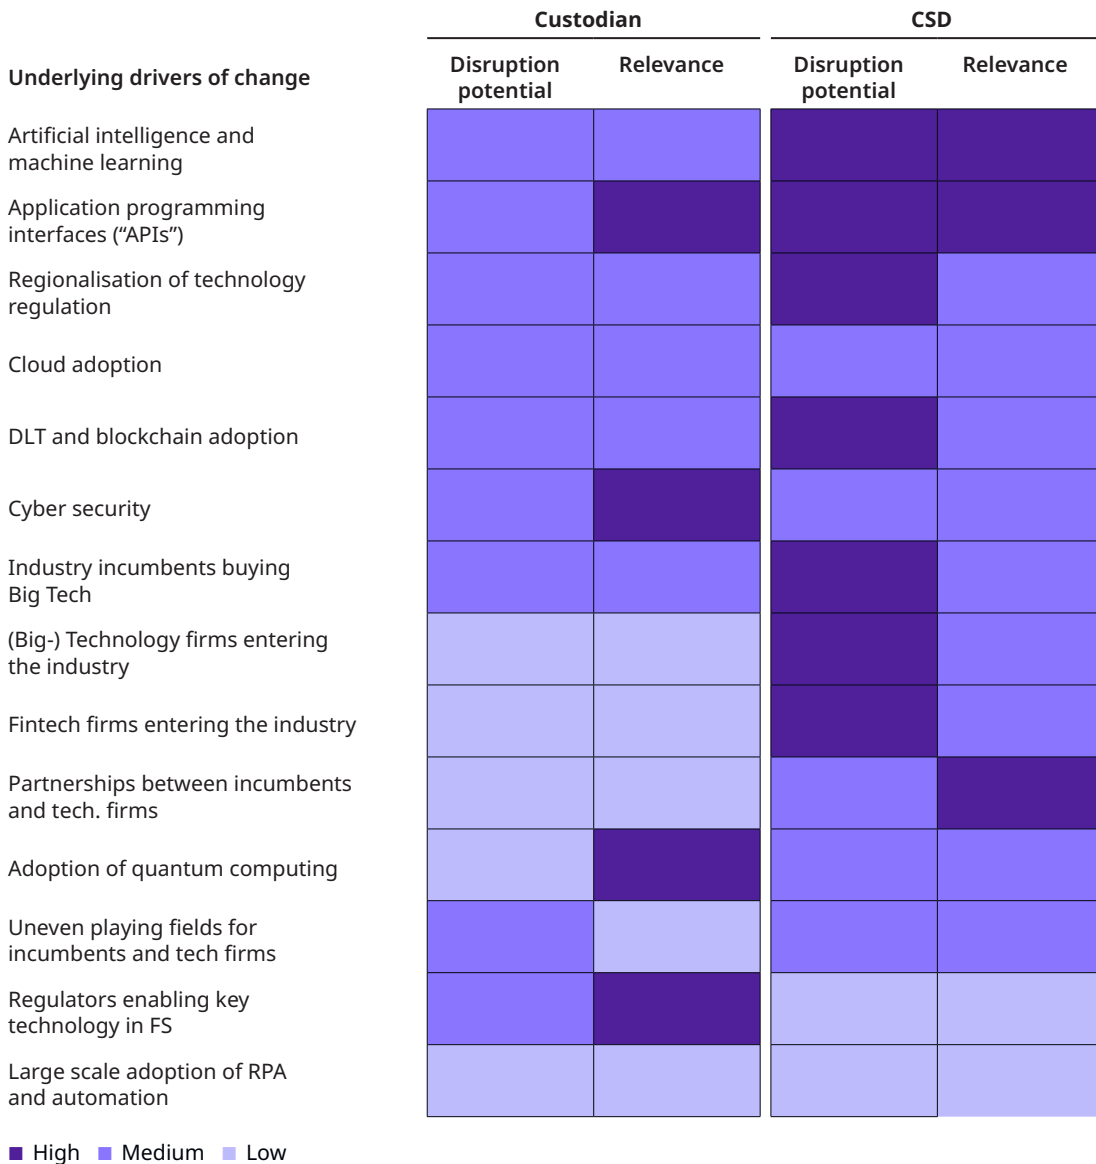 Custodian CSD
Underlying drivers of change
Disruption
potential
Relevance
Disruption
potential
Relevance
Artificial intelligence and
machine learning
Application programming
interfaces (“APIs”)
Regionalisation of technology
regulation
Cloud adoption
DLT and blockchain adoption
Cyber security
Industry incumbents buying
Big Tech
(Big-) Technology firms entering
the industry
Fintech firms entering the industry
Partnerships between incumbents
and tech. firms
Adoption of quantum computing
Uneven playing fields for
incumbents and tech firms
Regulators enabling key
technology in FS
Large scale adoption of RPA
and automation
High Medium Low